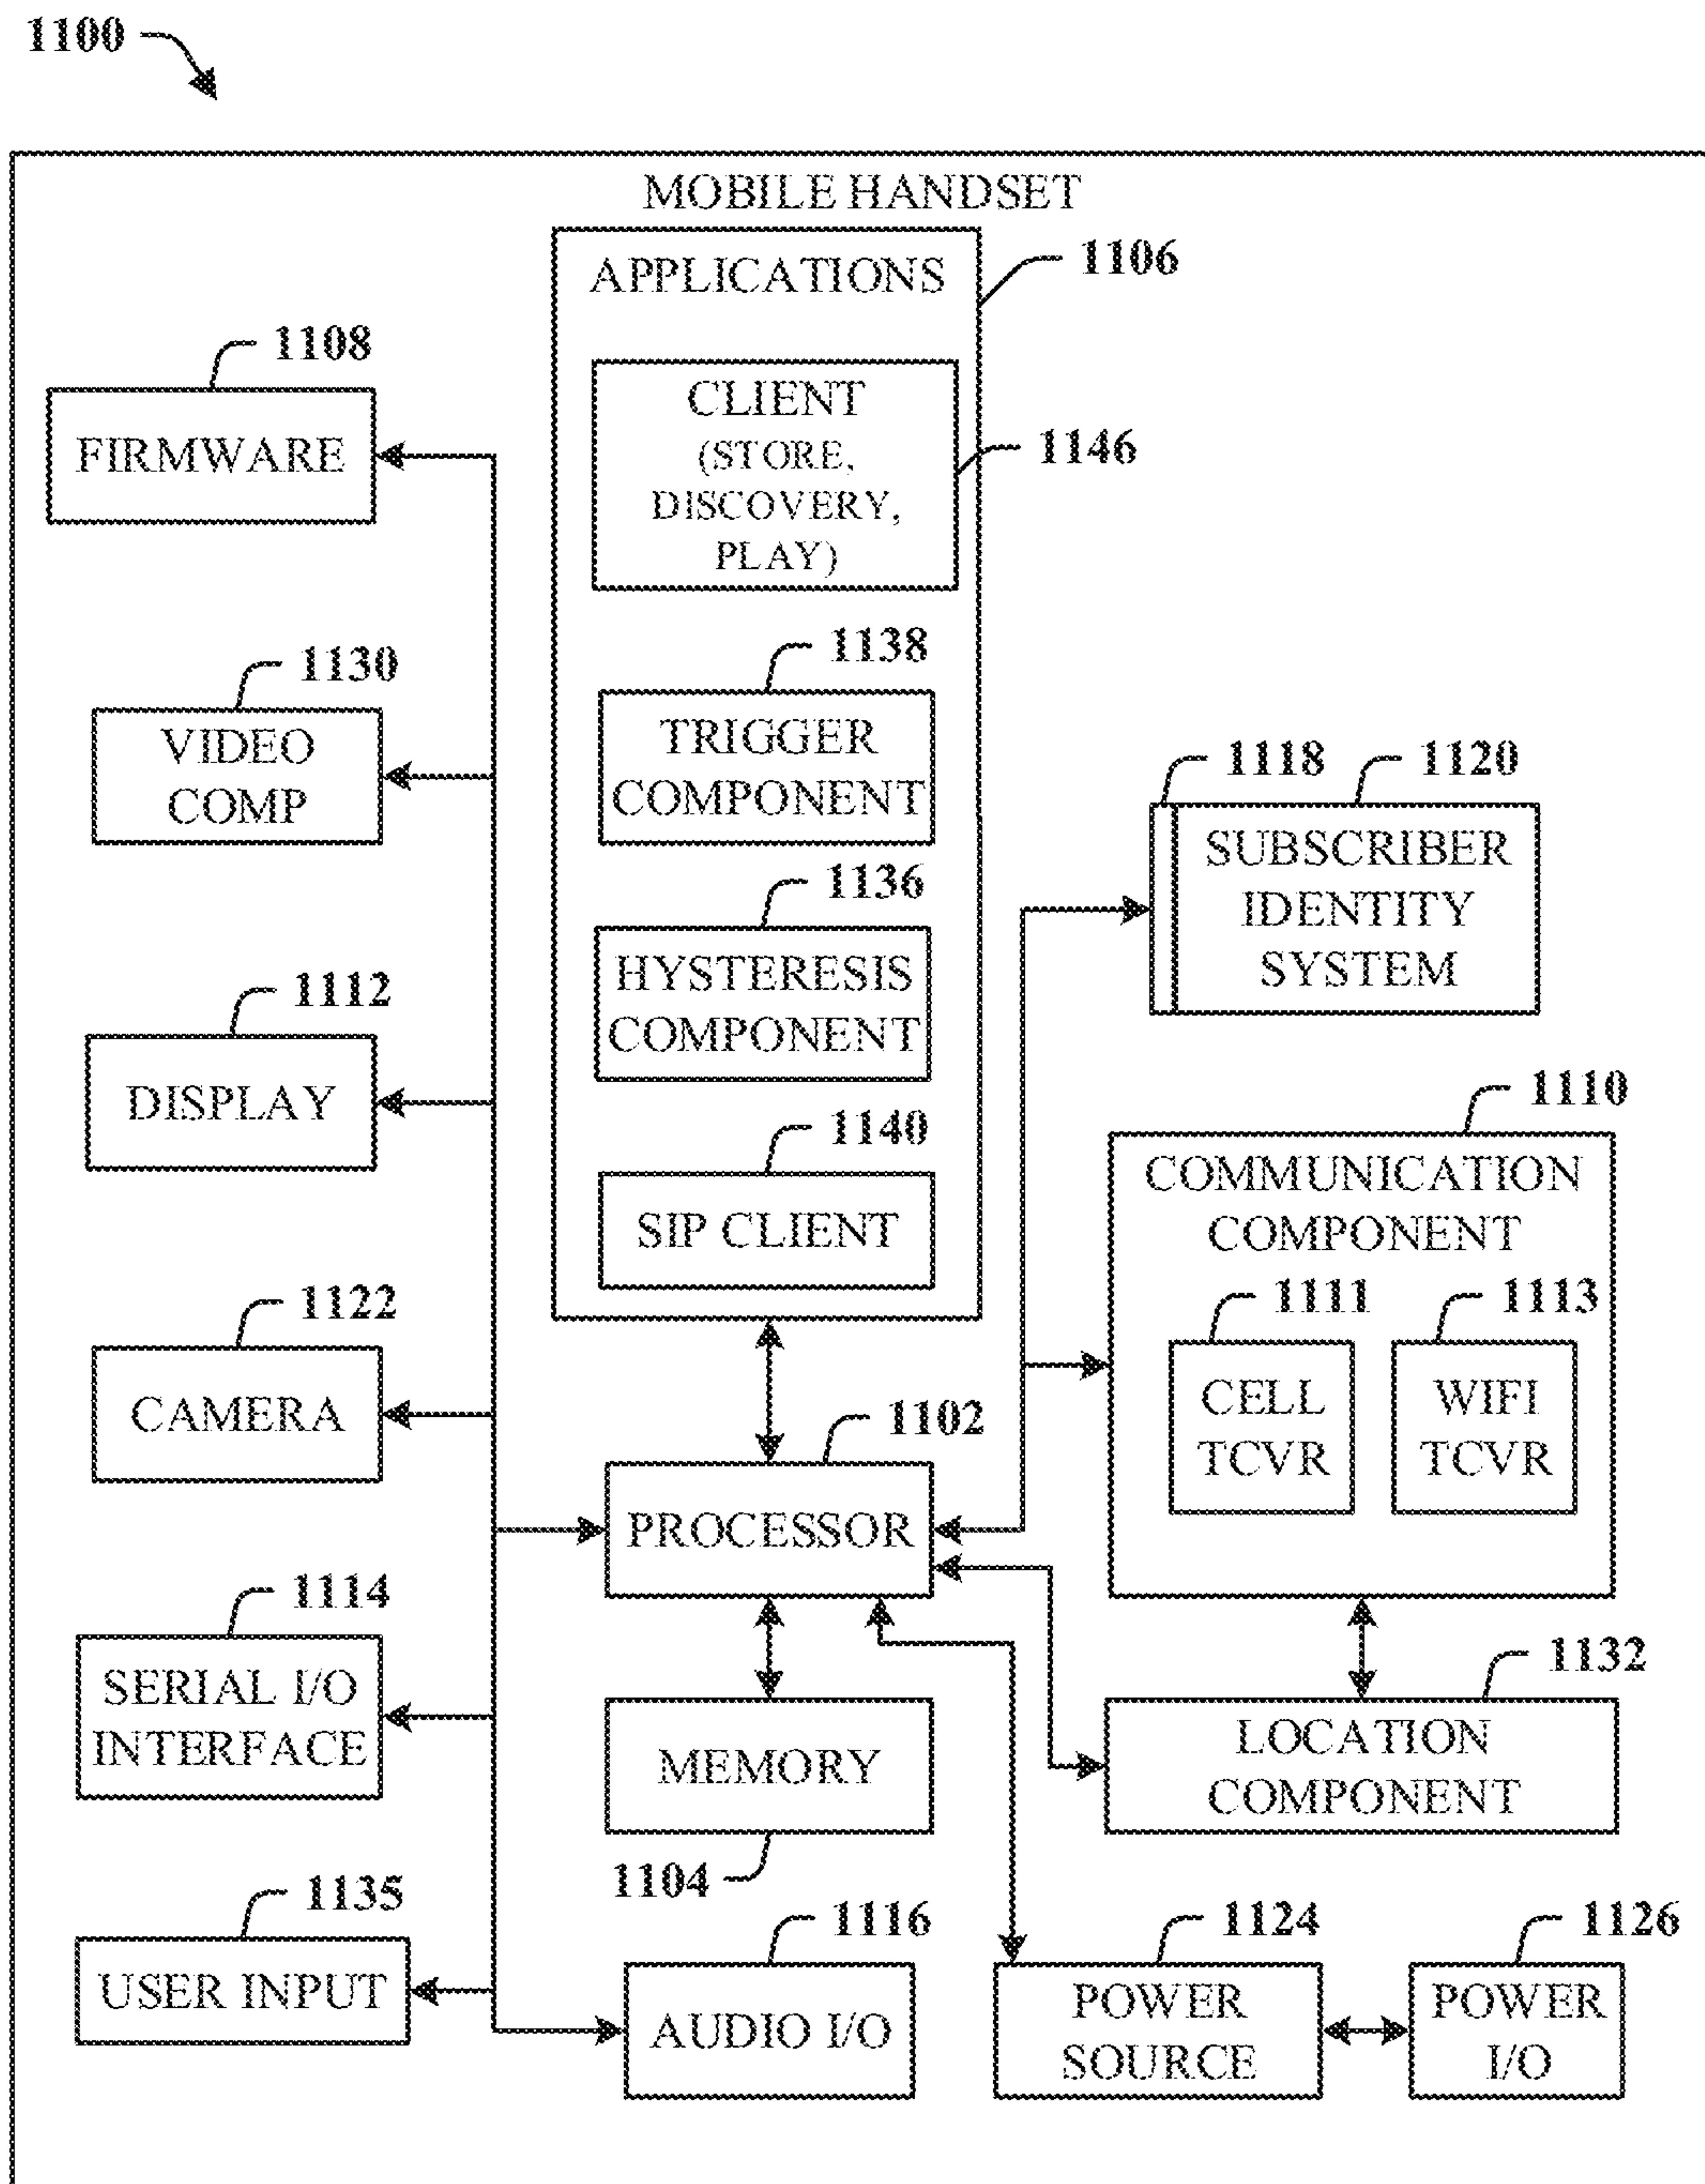 1100
MOBILE HANDSET
APPLICATIONS
1106
1108
FIRMWARE
CLIENT
(STORE,
DISCOVERY,
PLAY)
1146
1130
VIDEO
COMP
1138
TRIGGER
COMPONENT
1118
1120
SUBSCRIBER
IDENTITY
SYSTEM
1136
HYSTERESIS
COMPONENT
1112
DISPLAY
1110
COMMUNICATION
COMPONENT
1140
SIP CLIENT
1111
CELL
TCVR
1113
WIFI
TCVR
1122
CAMERA
1102
PROCESSOR
1114
SERIAL I/O
INTERFACE
MEMORY
1104
1132
LOCATION
COMPONENT
1135
USER INPUT
1116
AUDIO I/O
1124
POWER
SOURCE
1126
POWER
I/O